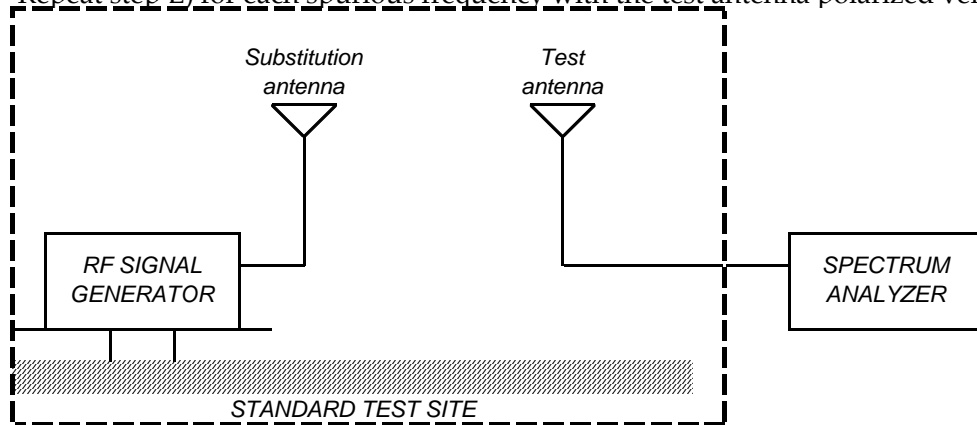 Repeat step E) for each spurious frequency with the test antenna polarized
Substitution
antenna
Test
antenna
RF SIGNAL
GENERATOR
SPECTRUM
ANALYZER
STANDARD TEST SITE